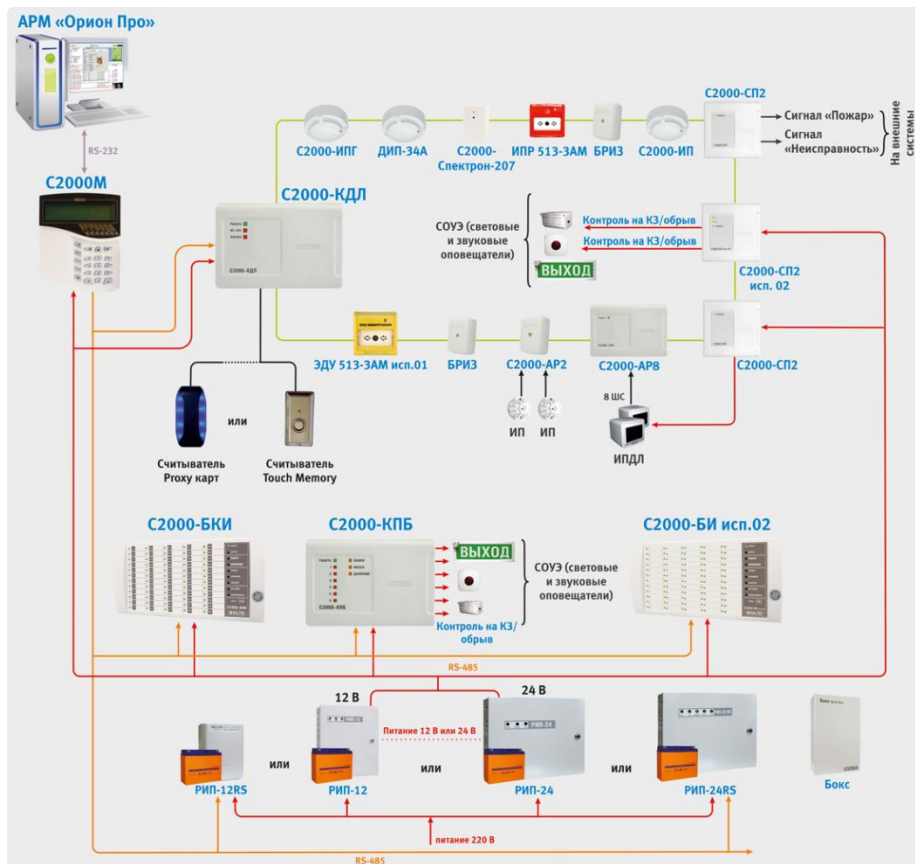 АРМ «Орион Про»
RS-232
С2000М
С2000-КДЛ
С2000-ИПГ
ДИП-34А
С2000-
Спектрон-207
ИПР 513-3АМ
БРИЗ
С2000-ИП
С2000-СП2
Сигнал «Пожар»
Сигнал
«Неисправность»
На внешние
системы
СОУЭ (световые
и звуковые
оповещатели)
Контроль на КЗ/обрыв
Контроль на КЗ/обрыв
ВЫХОД
С2000-СП2
исп. 02
ЭДУ 513-3АМ исп.01
БРИЗ
С2000-АР2
С2000-АР8
С2000-СП2
ИП
ИП
8 ШС
ИПДЛ
или
Считыватель
Proxy карт
Считыватель
Touch Memory
С2000-БКИ
С2000-КПБ
С2000-БИ исп.02
ВЫХОД
СОУЭ (световые
и звуковые
оповещатели)
Контроль на КЗ/
обрыв
RS-485
12 В
24 В
Питание 12 В или 24 В
или
или
или
РИП-12RS
РИП-12
РИП-24
РИП-24RS
Бокс
питание 220 В
RS-485